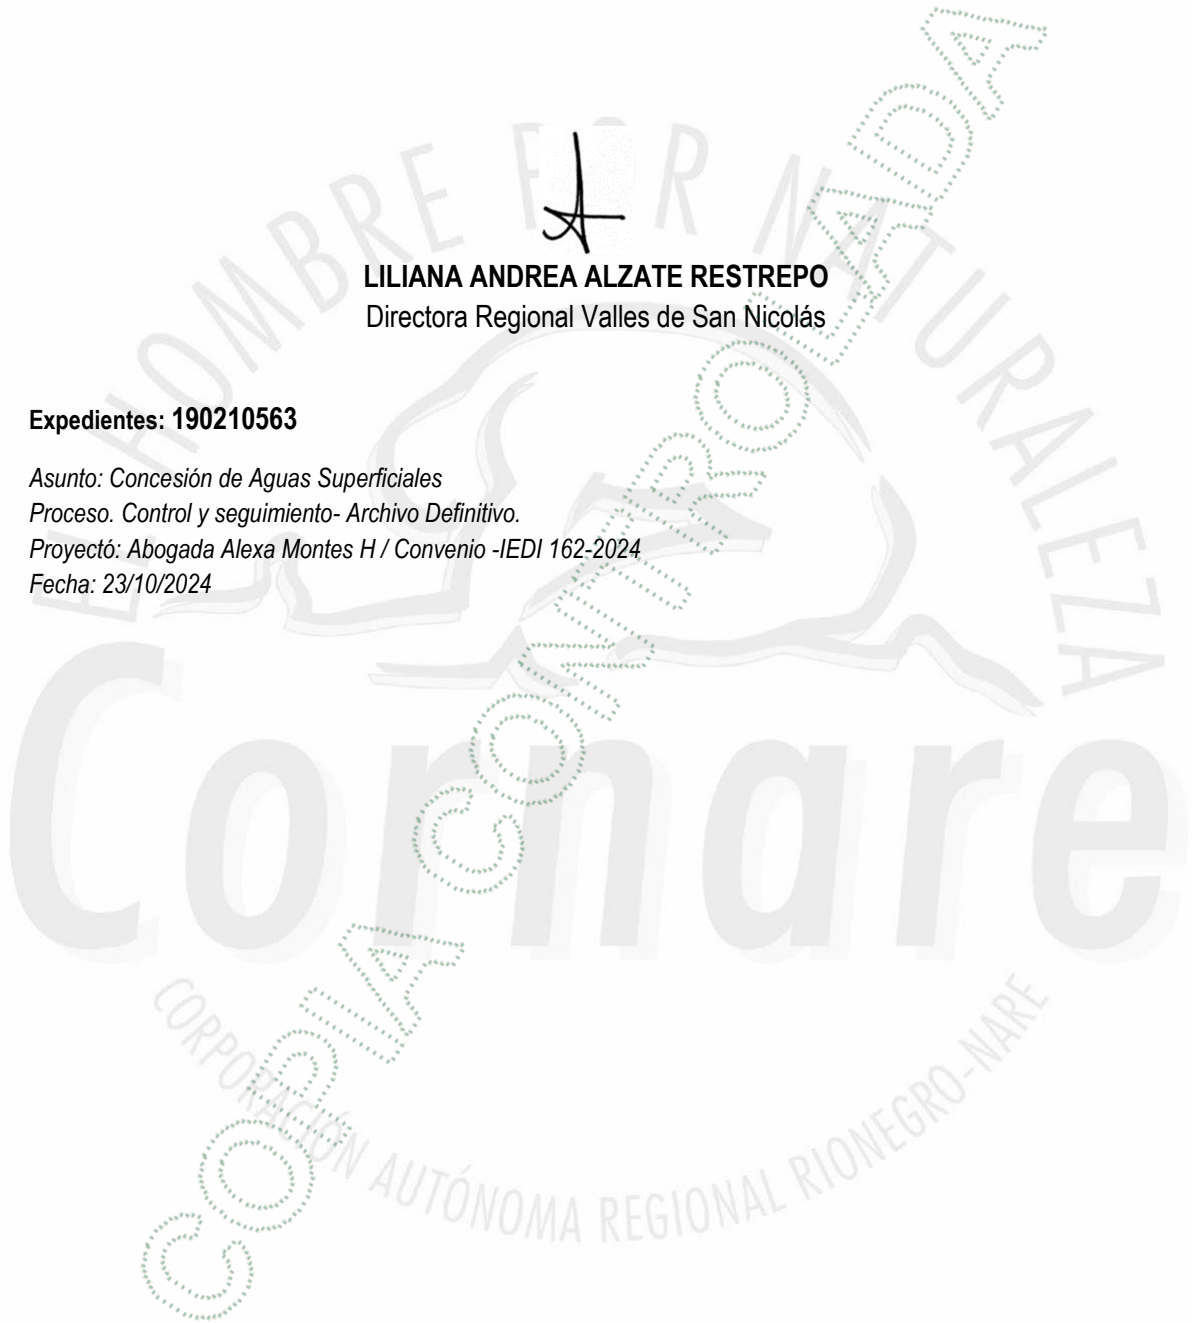 EL HOMBRE POR NATURALEZA
LILIANA ANDREA ALZATE RESTREPO
Directora Regional Valles de San Nicolás
Expedientes: 190210563
Asunto: Concesión de Aguas Superficiales
Proceso. Control y seguimiento- Archivo Definitivo.
Proyectó: Abogada Alexa Montes H / Convenio -IEDI 162-2024
Fecha: 23/10/2024
Cornare
CORPORACIÓN AUTÓNOMA REGIONAL RIONEGRO-NARE
COPIA CONTROLADA